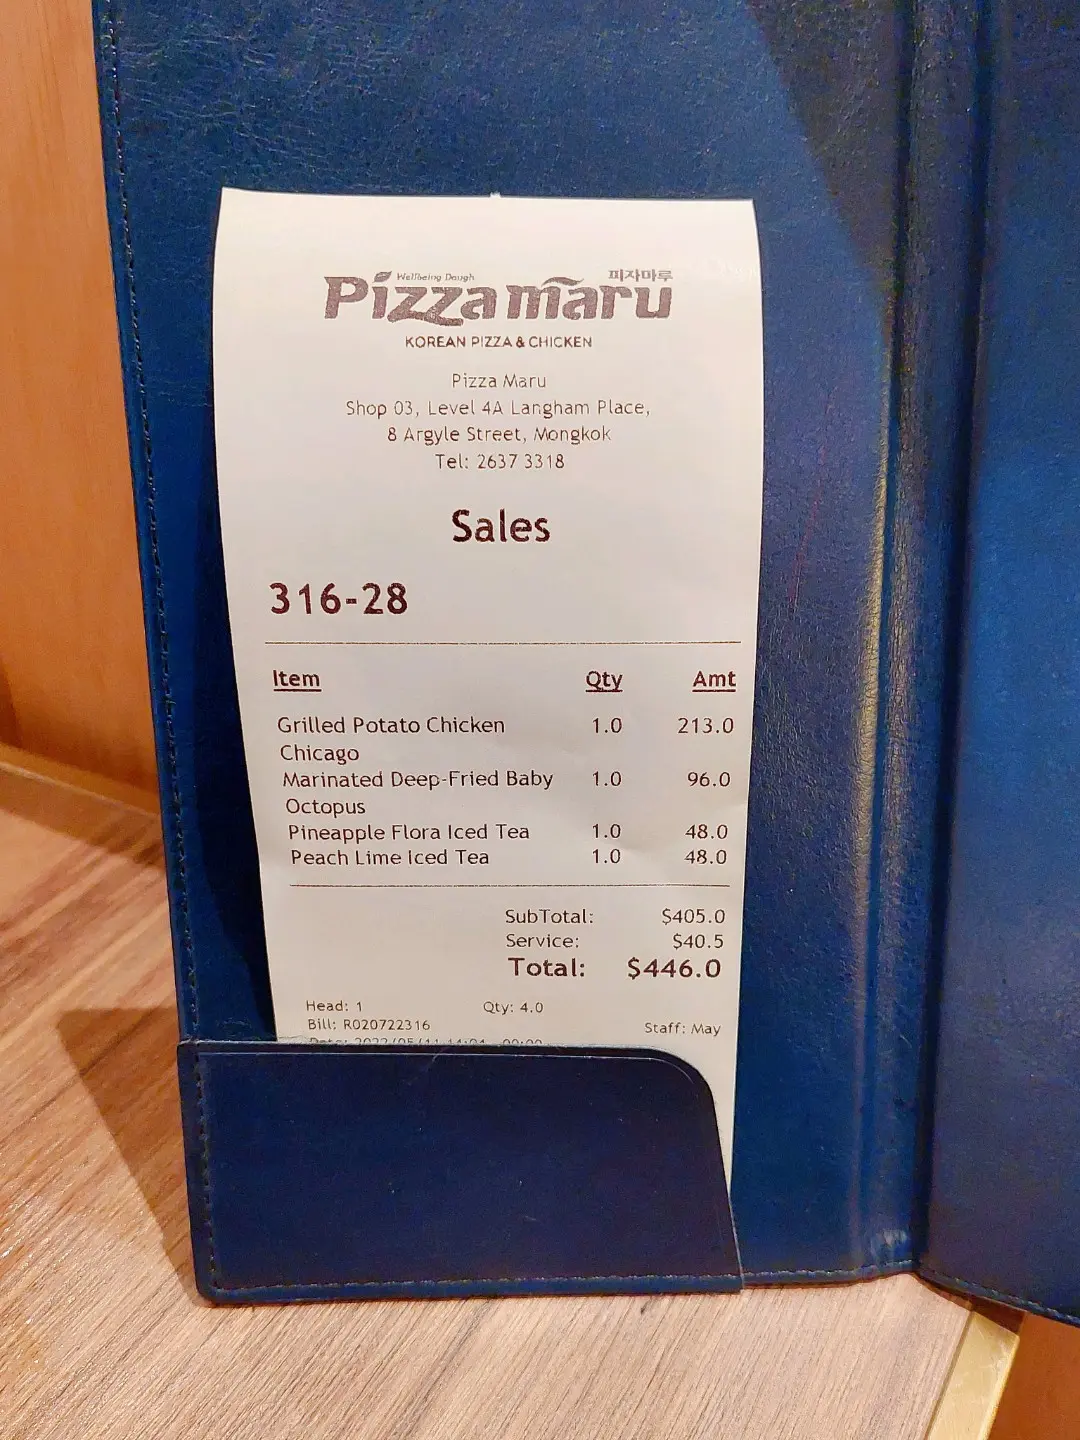 Wellbeing Dough
피자마루
Pizza maru
KOREAN PIZZA & CHICKEN
Pizza Maru
Shop 03, Level 4A Langham Place,
8 Argyle Street, Mongkok
Tel: 2637 3318
Sales
316-28
Item Qty Amt
Grilled Potato Chicken 1.0 213.0
Chicago
Marinated Deep-Fried Baby 1.0 96.0
Octopus
Pineapple Flora Iced Tea 1.0 48.0
Peach Lime Iced Tea 1.0 48.0
SubTotal: $405.0
Service: $40.5
Total: $446.0
Head: 1 Qty: 4.0
Bill: R020722316
Staff: May
Date: 2022/05/11